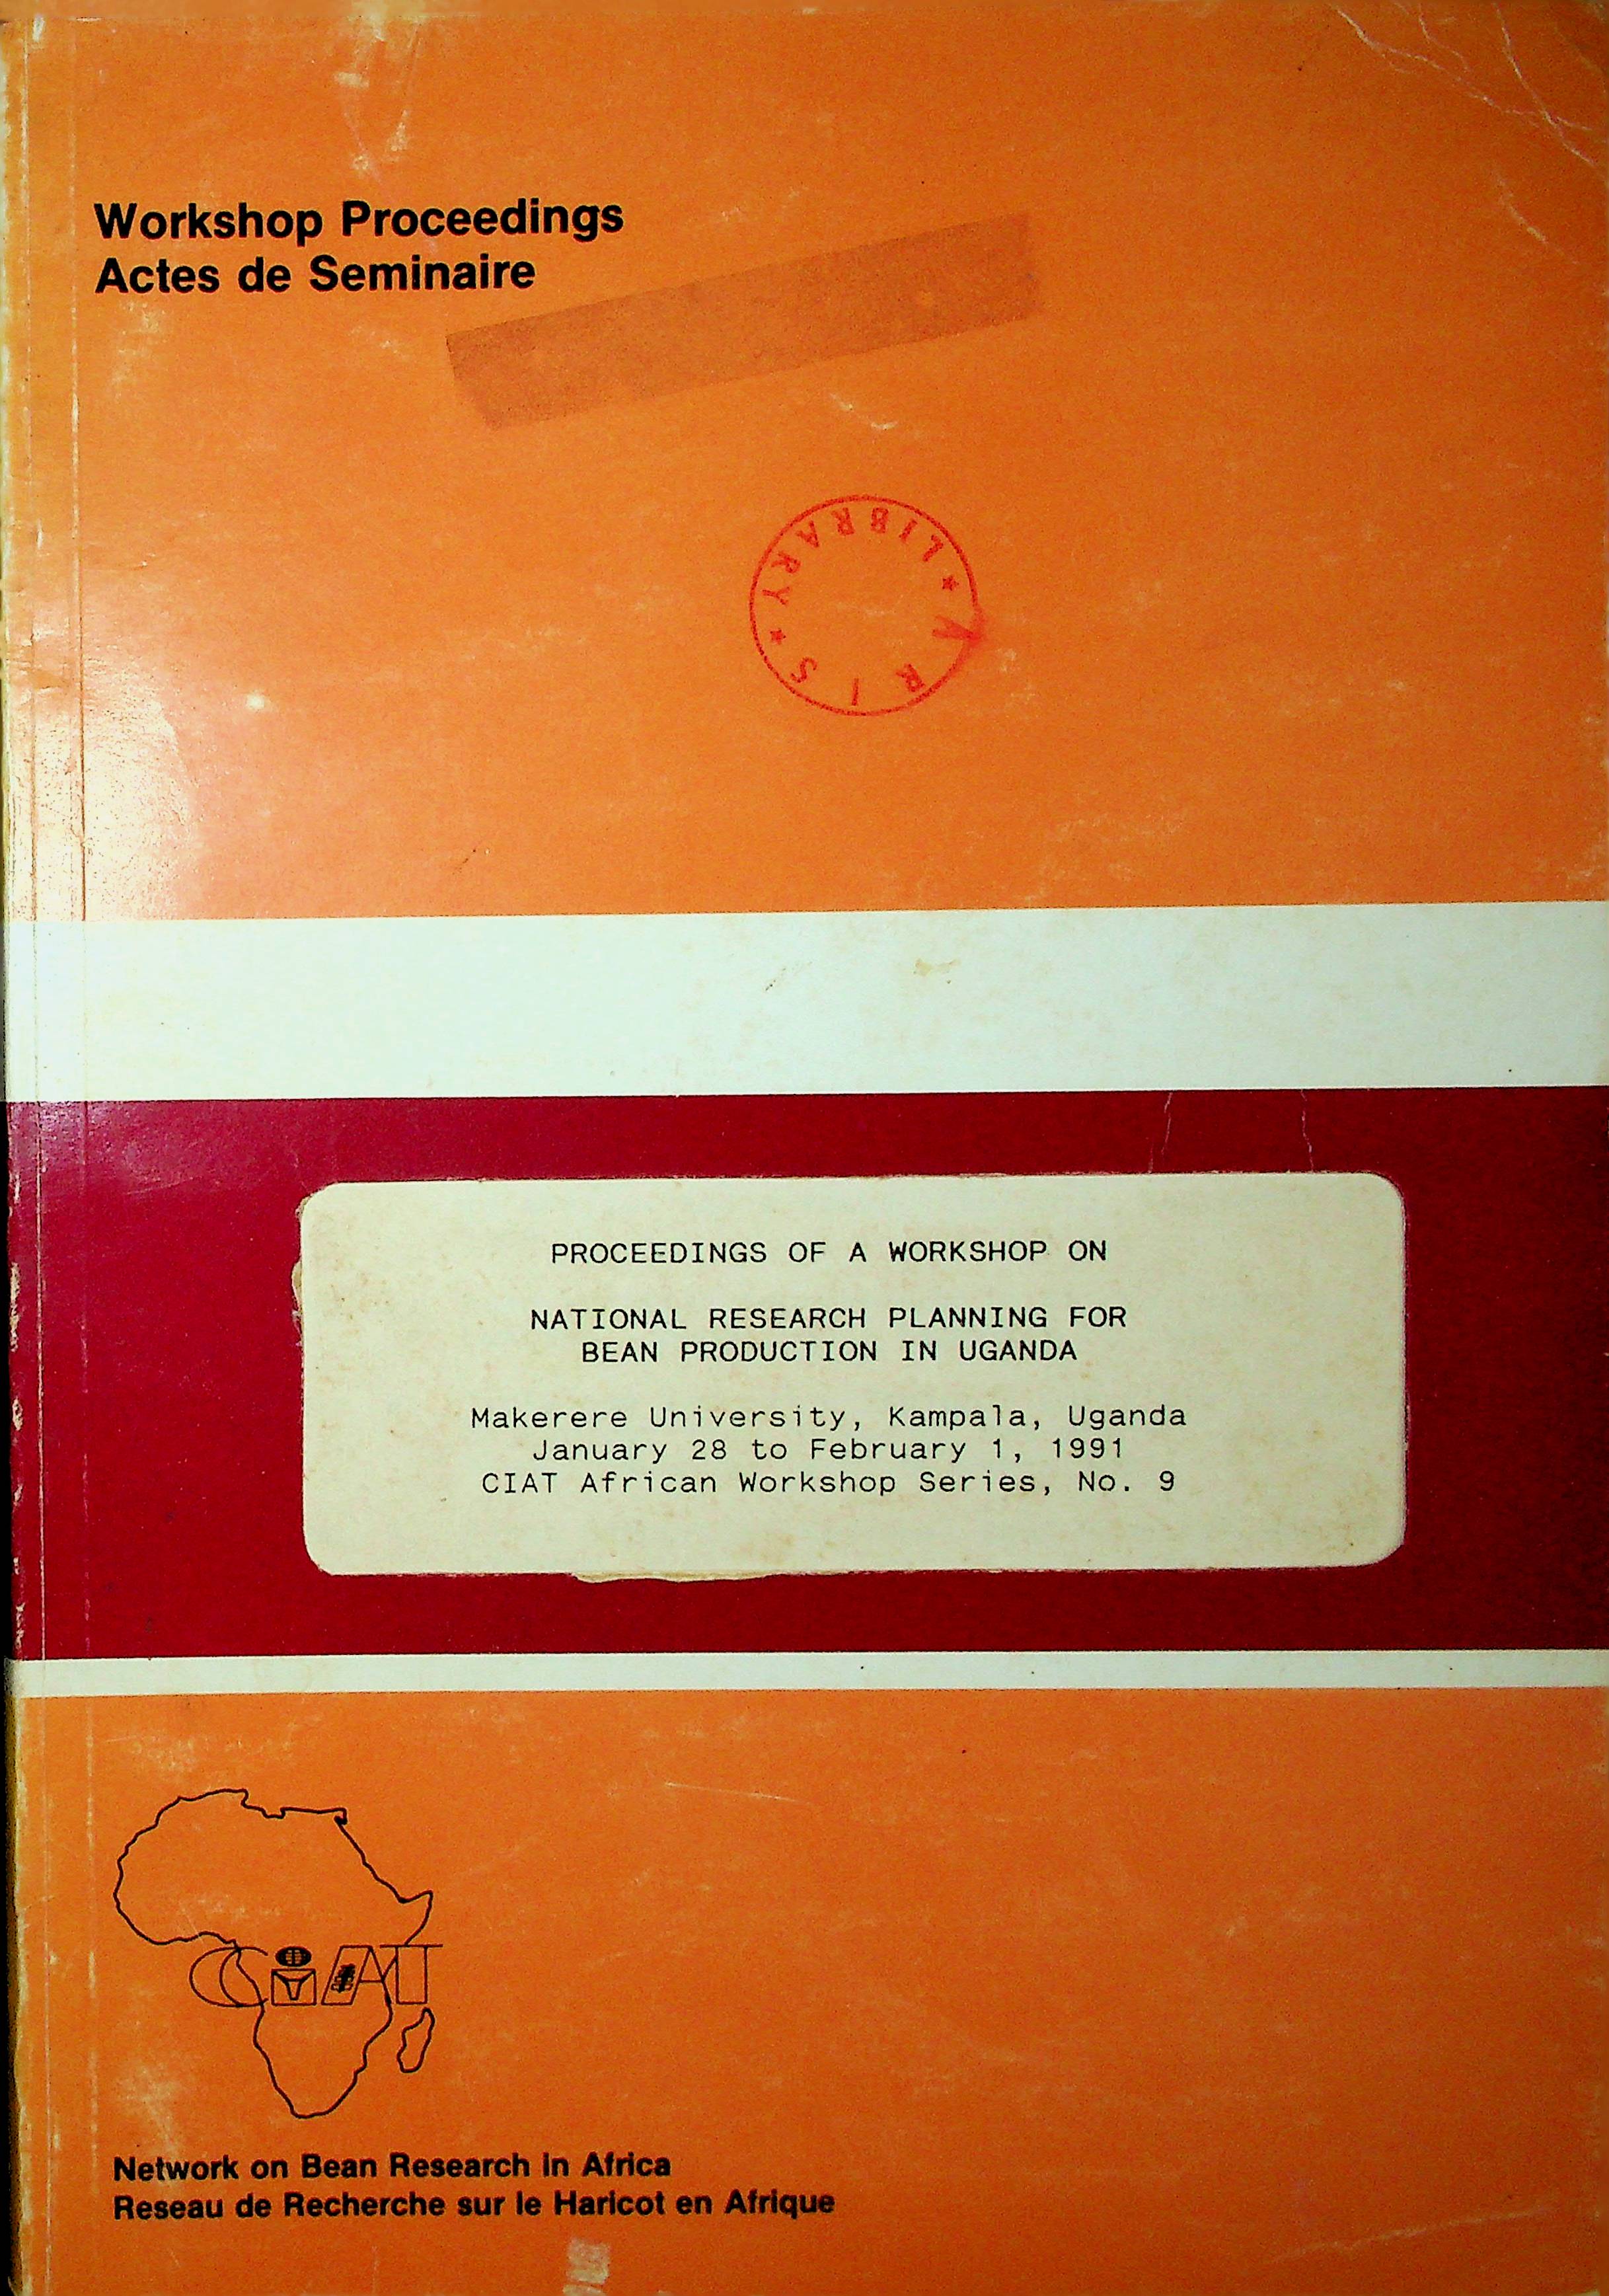 Workshop Proceedings
Actes de Seminaire
LIBRARY
PROCEEDINGS OF A WORKSHOP ON
NATIONAL RESEARCH PLANNING FOR
BEAN PRODUCTION IN UGANDA
Makerere University, Kampala, Uganda
January 28 to February 1, 1991
CIAT African Workshop Series, No. 9
CIAT
Network on Bean Research in Africa
Reseau de Recherche sur le Haricot en Afrique